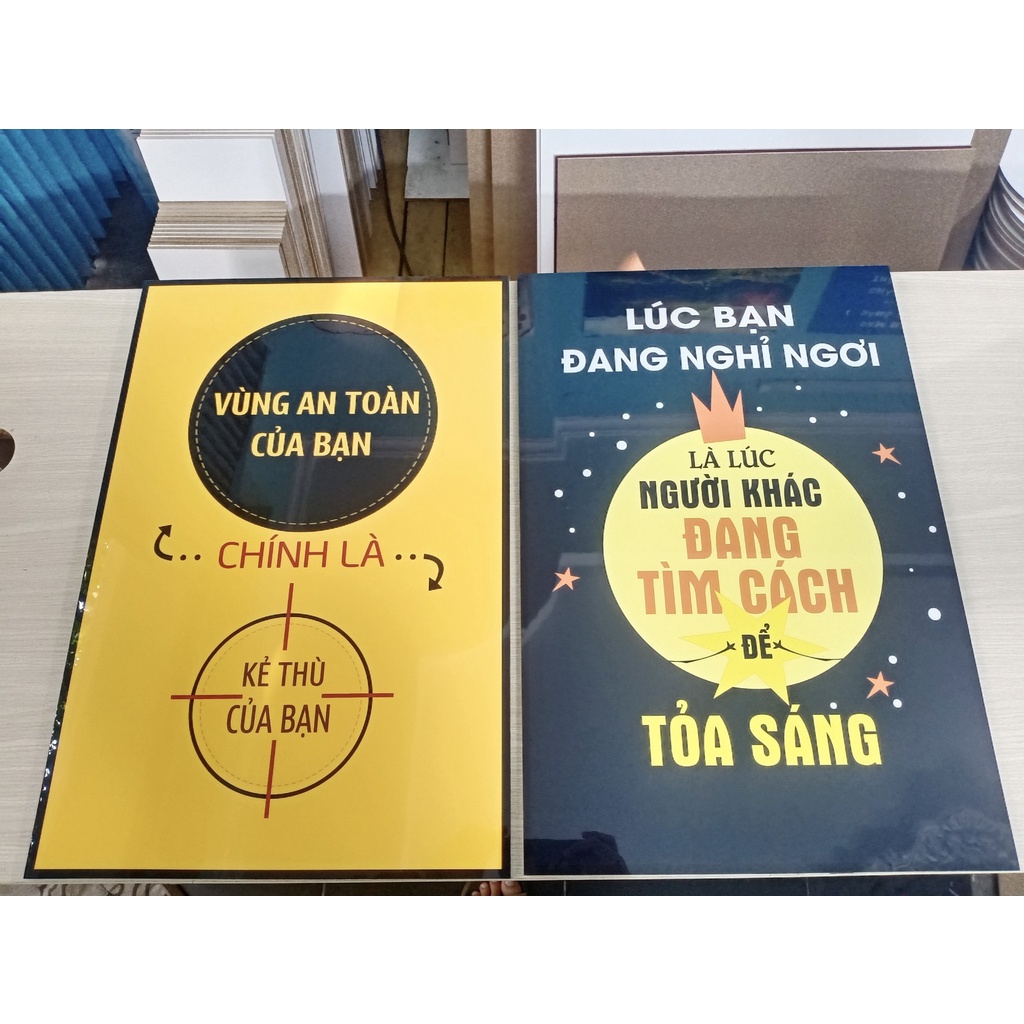 VÙNG AN TOÀN
CỦA BẠN
CHÍNH LÀ
KẺ THÙ
CỦA BẠN
LÚC BẠN
ĐANG NGHỈ NGƠI
LÀ LÚC
NGƯỜI KHÁC
ĐANG
TÌM CÁCH
ĐỂ
TỎA SÁNG